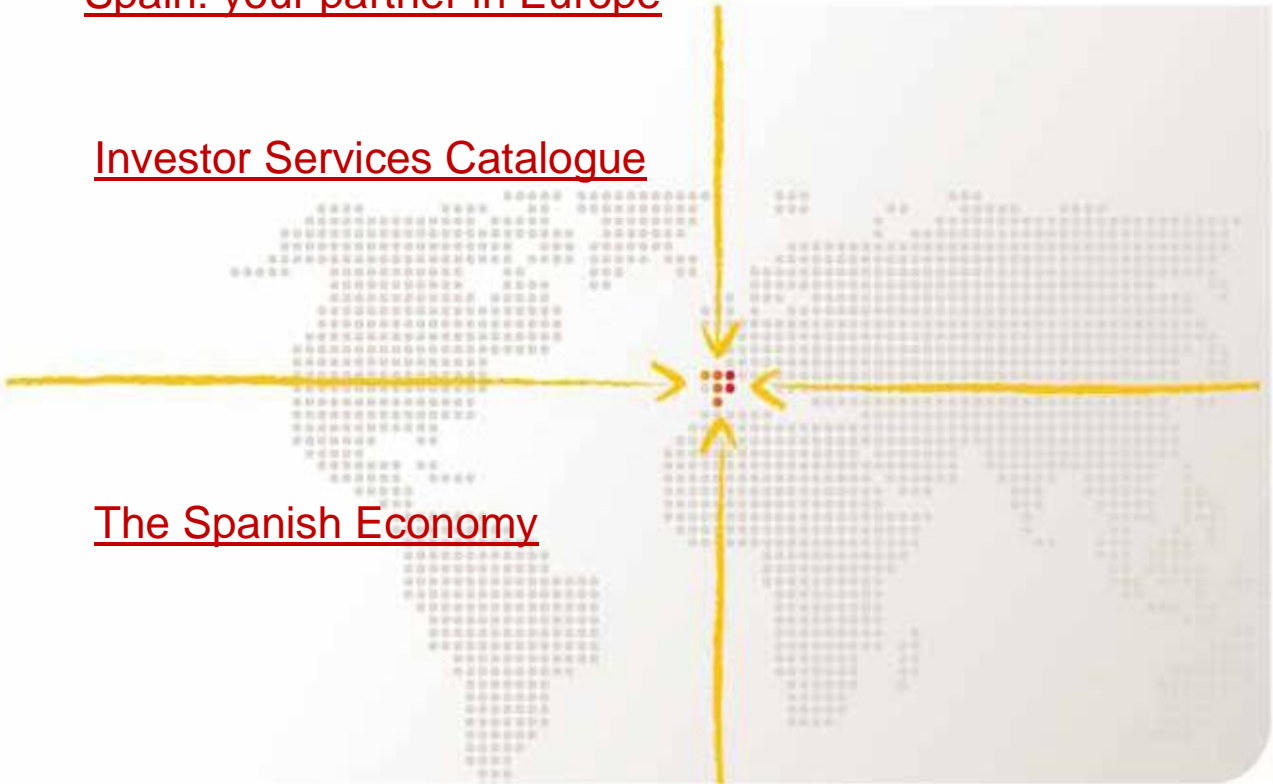 Spain: your partner in Europe
Investor Services Catalogue
The Spanish Economy